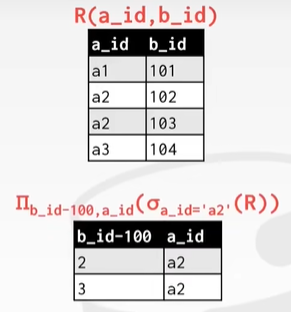 R(a_id,b_id)
a_id b_id
a1 101
a2 102
a2 103
a3 104
Πb_id-100,a_id(σa_id='a2'(R))
b_id-100 a_id
2 a2
3 a2